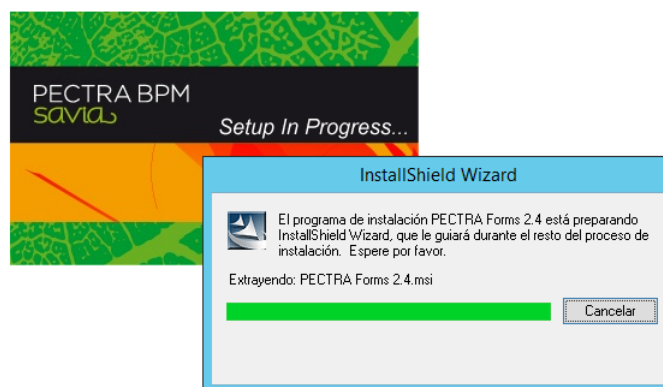 PECTRA BPM
savia
Setup In Progress...
InstallShield Wizard
El programa de instalación PECTRA Forms 2.4 está preparando
InstallShield Wizard, que le guiará durante el resto del proceso de
instalación. Espere por favor.
Extrayendo: PECTRA Forms 2.4.msi
Cancelar